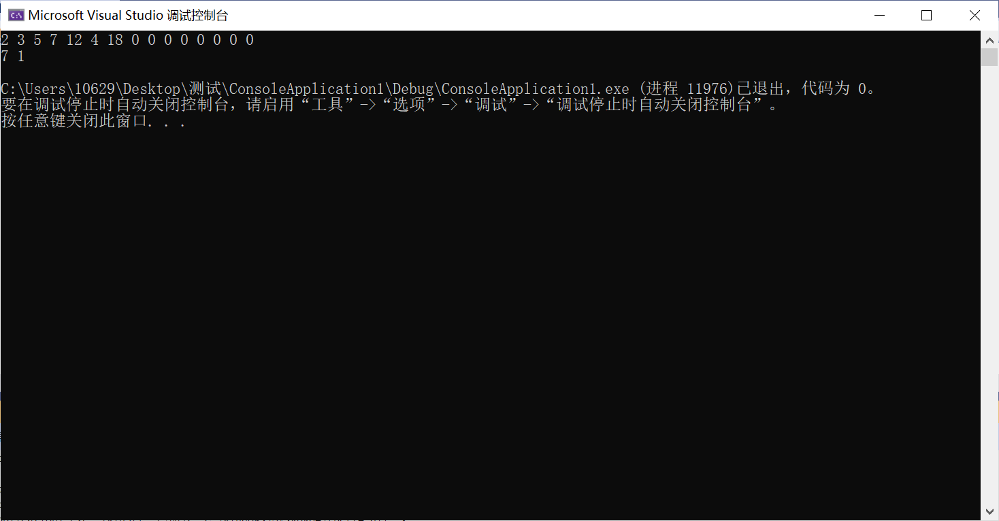 Microsoft Visual Studio 调试控制台
2 3 5 7 12 4 18 0 0 0 0 0 0 0 0
7 1
C:\Users\10629\Desktop\测试\ConsoleApplication1\Debug\ConsoleApplication1.exe (进程 11976)已退出，代码为 0。
要在调试停止时自动关闭控制台，请启用“工具”->“选项”->“调试”->“调试停止时自动关闭控制台”。
按任意键关闭此窗口. . .